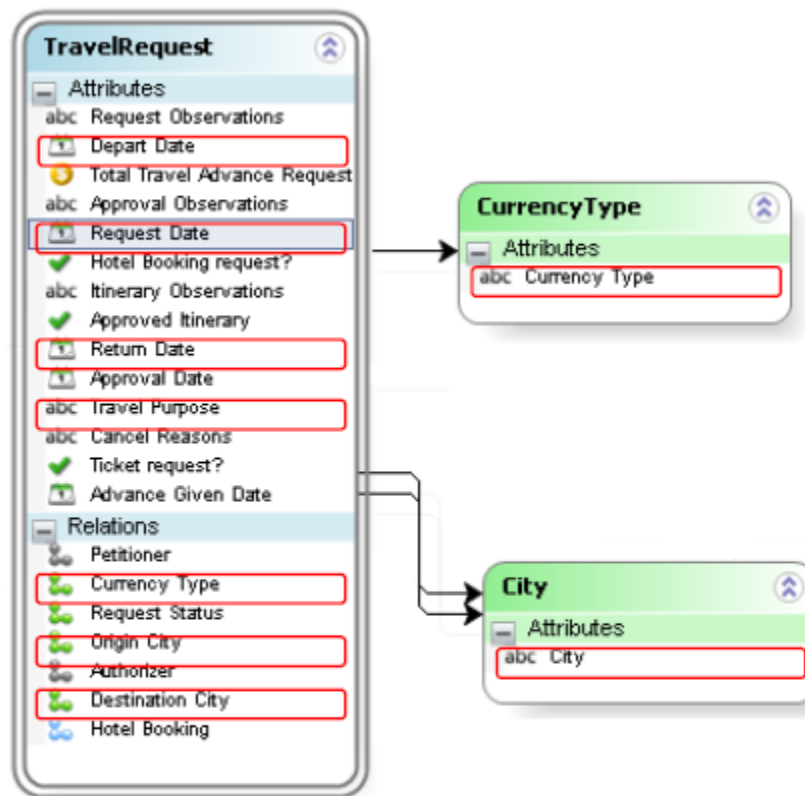 TravelRequest
Attributes
abc Request Observations
Depart Date
Total Travel Advance Request
abc Approval Observations
Request Date
Hotel Booking request?
abc Itinerary Observations
Approved Itinerary
Return Date
Approval Date
abc Travel Purpose
abc Cancel Reasons
Ticket request?
Advance Given Date
Relations
Petitioner
Currency Type
Request Status
Origin City
Authorizer
Destination City
Hotel Booking
CurrencyType
Attributes
abc Currency Type
City
Attributes
abc City